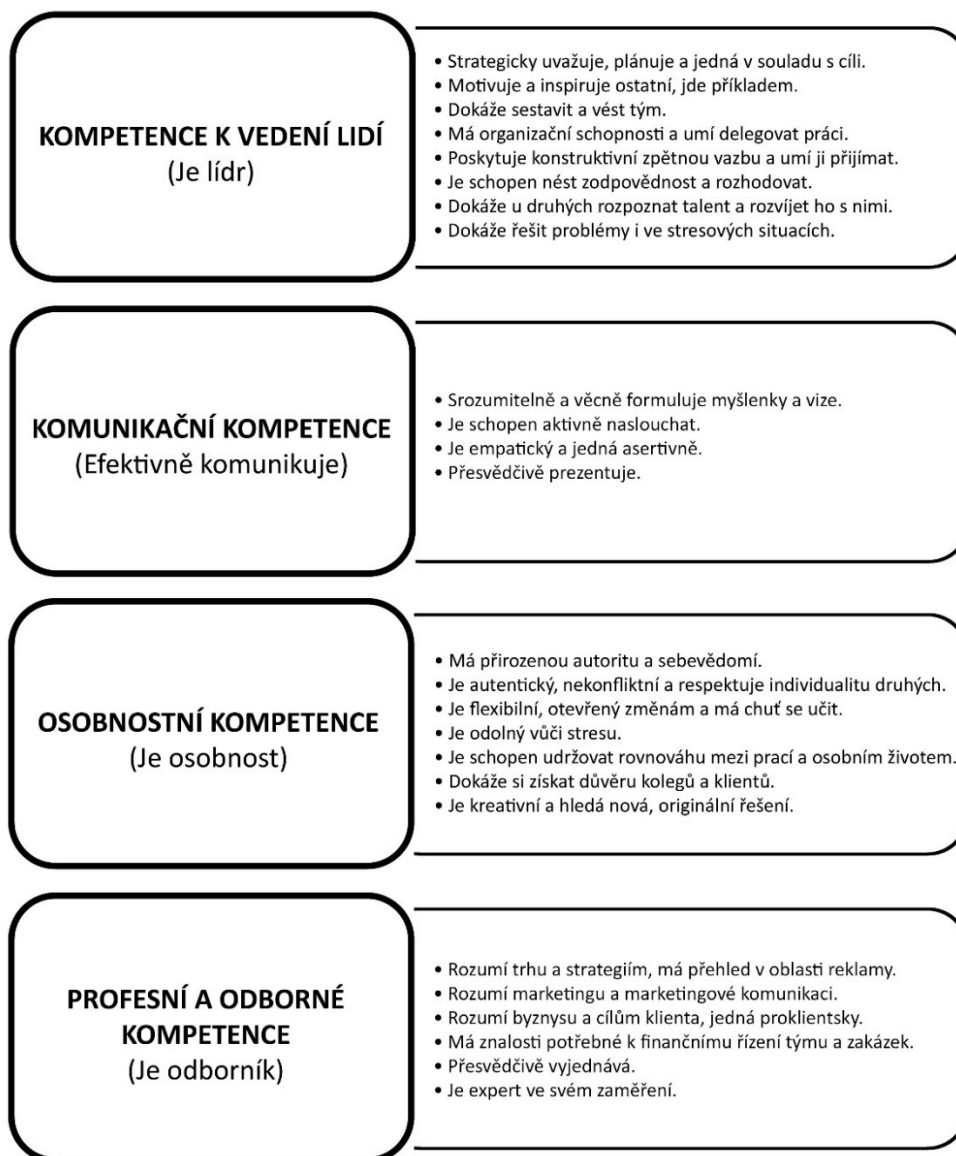 KOMPETENCE K VEDENÍ LIDÍ
(Je lídr)
• Strategicky uvažuje, plánuje a jedná v souladu s cíli.
• Motivuje a inspiruje ostatní, jde příkladem.
• Dokáže sestavit a vést tým.
• Má organizační schopnosti a umí delegovat práci.
• Poskytuje konstruktivní zpětnou vazbu a umí ji přijímat.
• Je schopen nést zodpovědnost a rozhodovat.
• Dokáže u druhých rozpoznat talent a rozvíjet ho s nimi.
• Dokáže řešit problémy i ve stresových situacích.
KOMUNIKAČNÍ KOMPETENCE
(Efektivně komunikuje)
• Srozumitelně a věcně formuluje myšlenky a vize.
• Je schopen aktivně naslouchat.
• Je empatický a jedná asertivně.
• Přesvědčivě prezentuje.
OSOBNOSTNÍ KOMPETENCE
(Je osobnost)
• Má přirozenou autoritu a sebevědomí.
• Je autentický, nekonfliktní a respektuje individualitu druhých.
• Je flexibilní, otevřený změnám a má chuť se učit.
• Je odolný vůči stresu.
• Je schopen udržovat rovnováhu mezi prací a osobním životem.
• Dokáže si získat důvěru kolegů a klientů.
• Je kreativní a hledá nová, originální řešení.
PROFESNÍ A ODBORNÉ
KOMPETENCE
(Je odborník)
• Rozumí trhu a strategiím, má přehled v oblasti reklamy.
• Rozumí marketingu a marketingové komunikaci.
• Rozumí byznysu a cílům klienta, jedná proklientsky.
• Má znalosti potřebné k finančnímu řízení týmu a zakázek.
• Přesvědčivě vyjednává.
• Je expert ve svém zaměření.